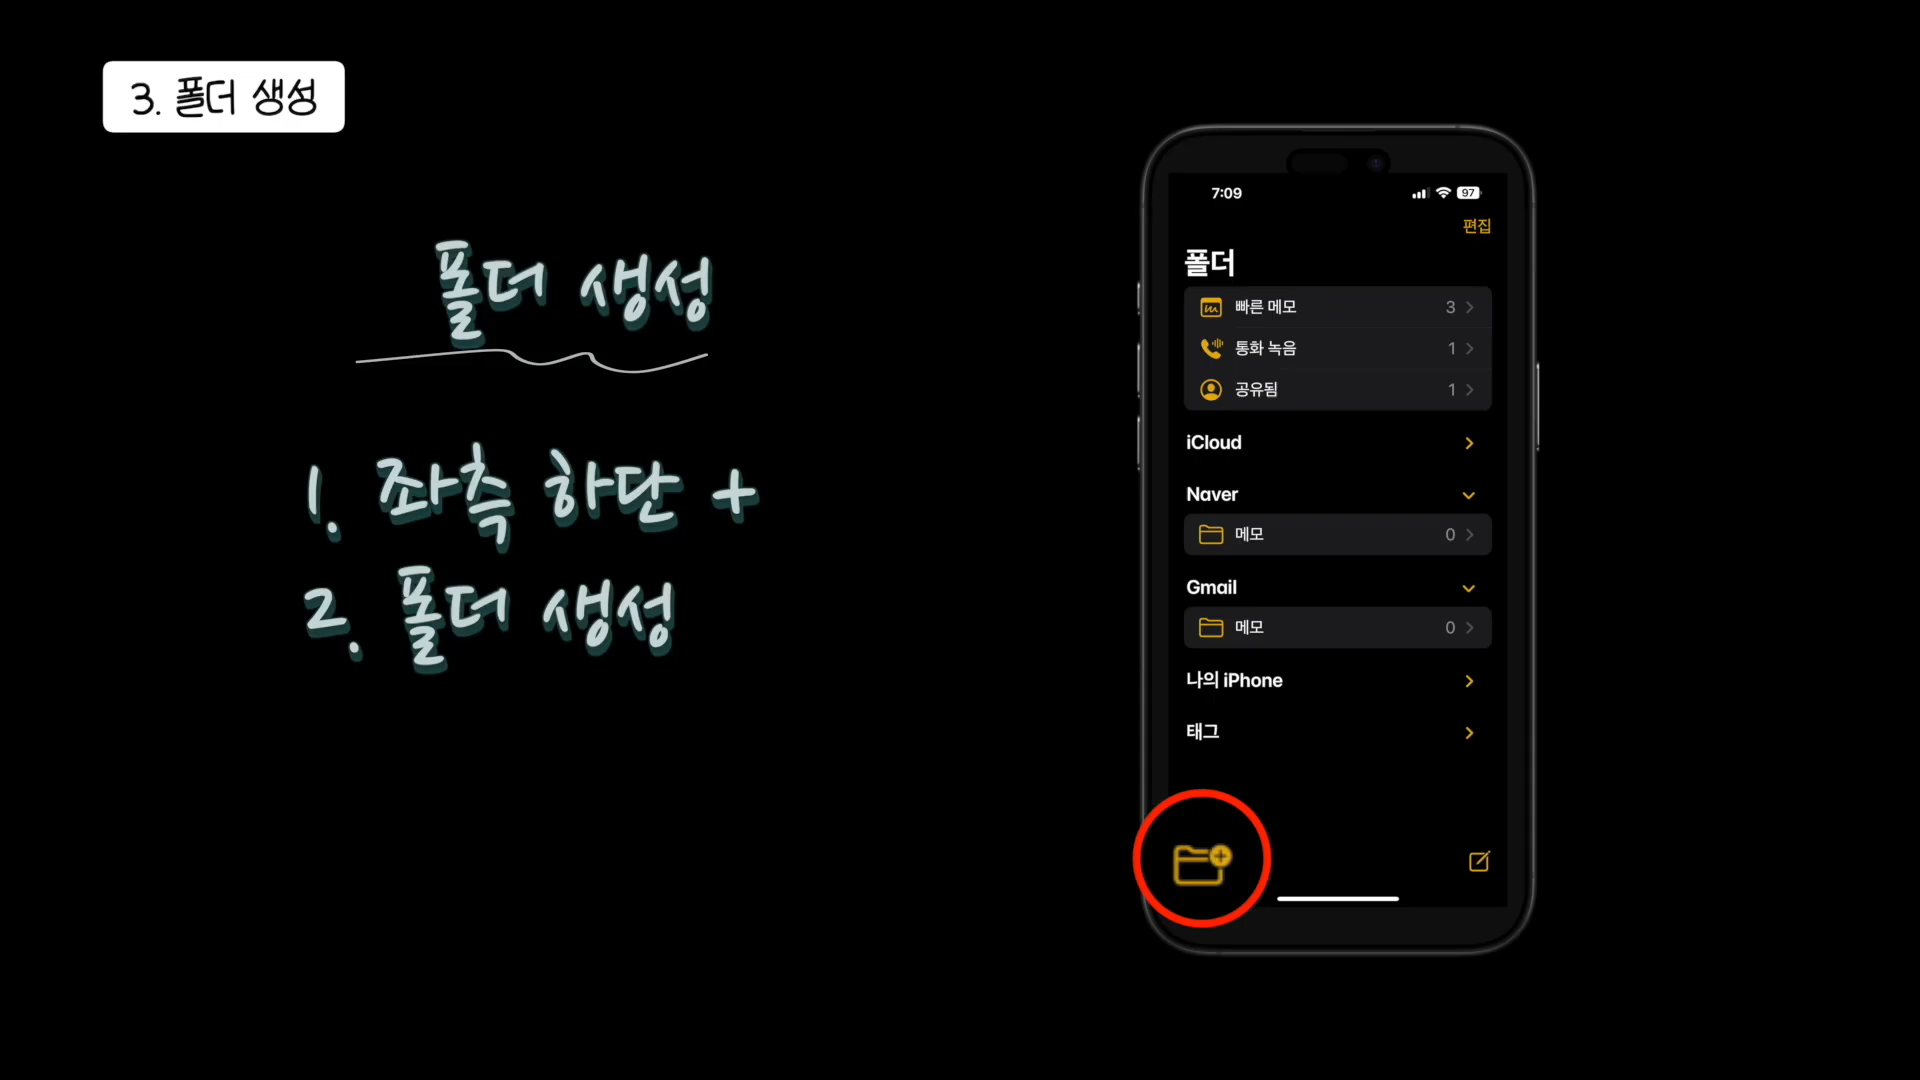 3. 폴더 생성
폴더 생성
1. 좌측 하단 +
2. 폴더 생성
7:09
97
편집
폴더
빠른 메모 3
통화 녹음 1
공유됨 1
iCloud
Naver
메모 0
Gmail
메모 0
나의 iPhone
태그